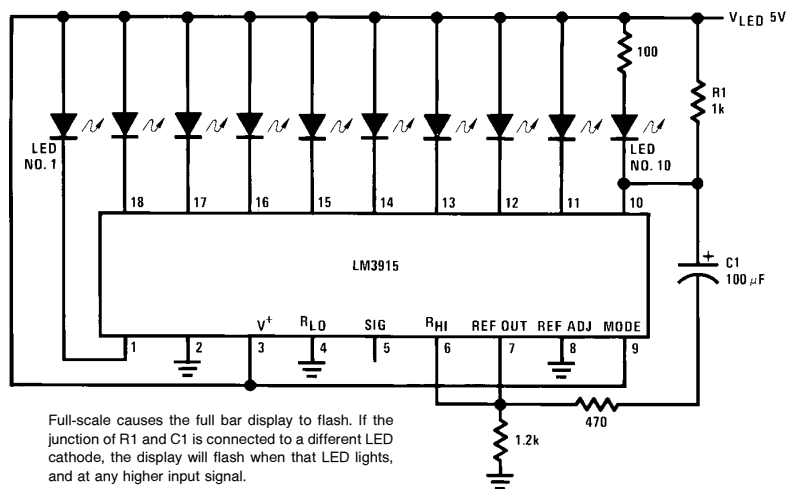 V_LED 5V
100
R1
1k
LED
NO. 1
LED
NO. 10
18 17 16 15 14 13 12 11 10
LM3915
+
C1
100 μF
V+ R_LO SIG R_HI REF OUT REF ADJ MODE
1 2 3 4 5 6 7 8 9
470
1.2k
Full-scale causes the full bar display to flash. If the
junction of R1 and C1 is connected to a different LED
cathode, the display will flash when that LED lights,
and at any higher input signal.